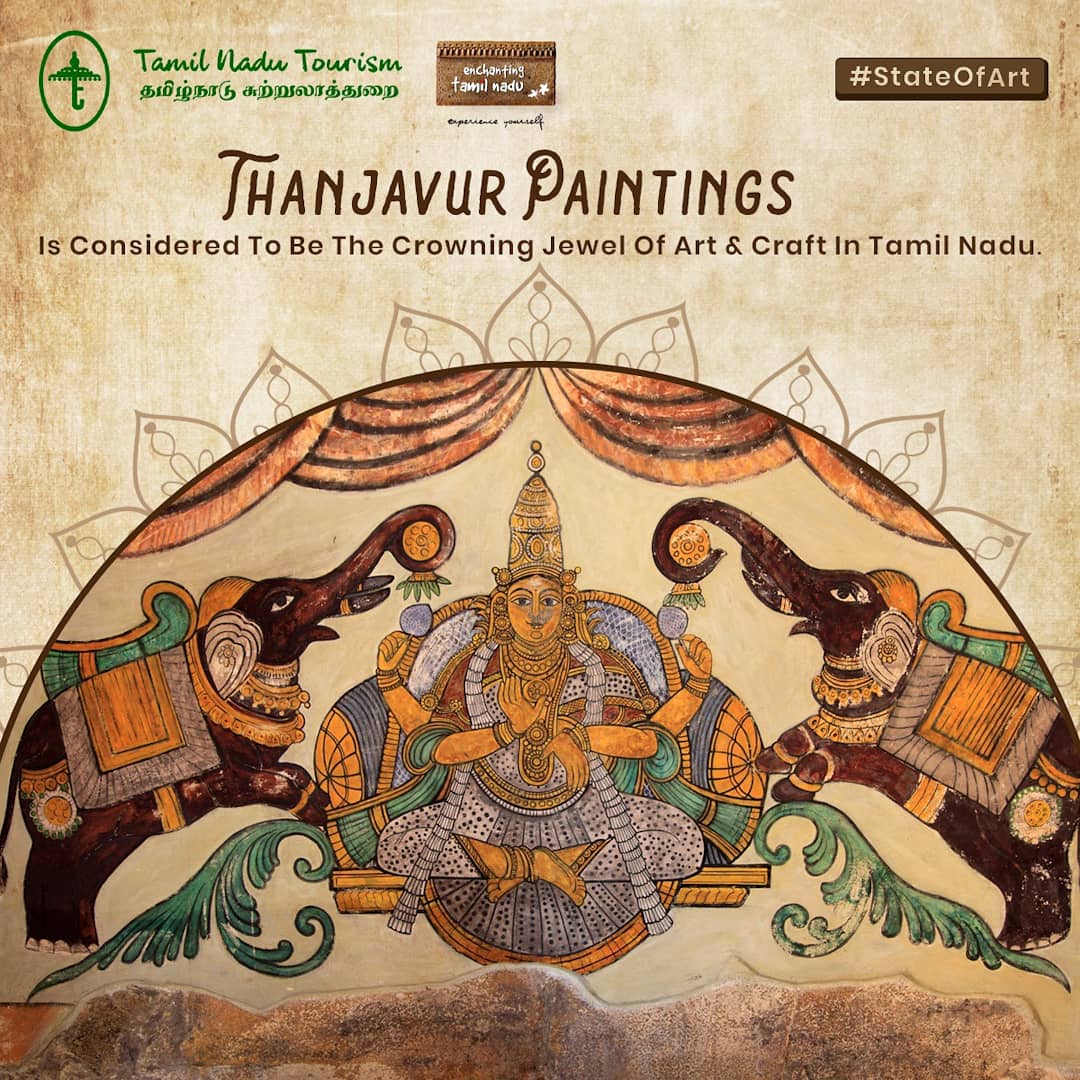 Tamil Nadu Tourism
தமிழ்நாடு சுற்றுலாத்துறை
enchanting
tamil nadu
experience yourself
#StateOfArt
Thanjavur Paintings
Is Considered To Be The Crowning Jewel Of Art & Craft In Tamil Nadu.